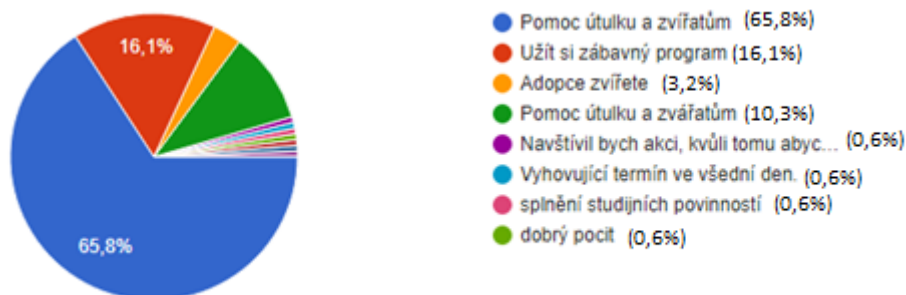 16,1%
65,8%
Pomoc útulku a zvířatům (65,8%)
Užít si zábavný program (16,1%)
Adopce zvířete (3,2%)
Pomoc útulku a zvářatům (10,3%)
Navštívil bych akci, kvůli tomu abyc... (0,6%)
Vyhovující termín ve všední den. (0,6%)
splnění studijních povinností (0,6%)
dobrý pocit (0,6%)